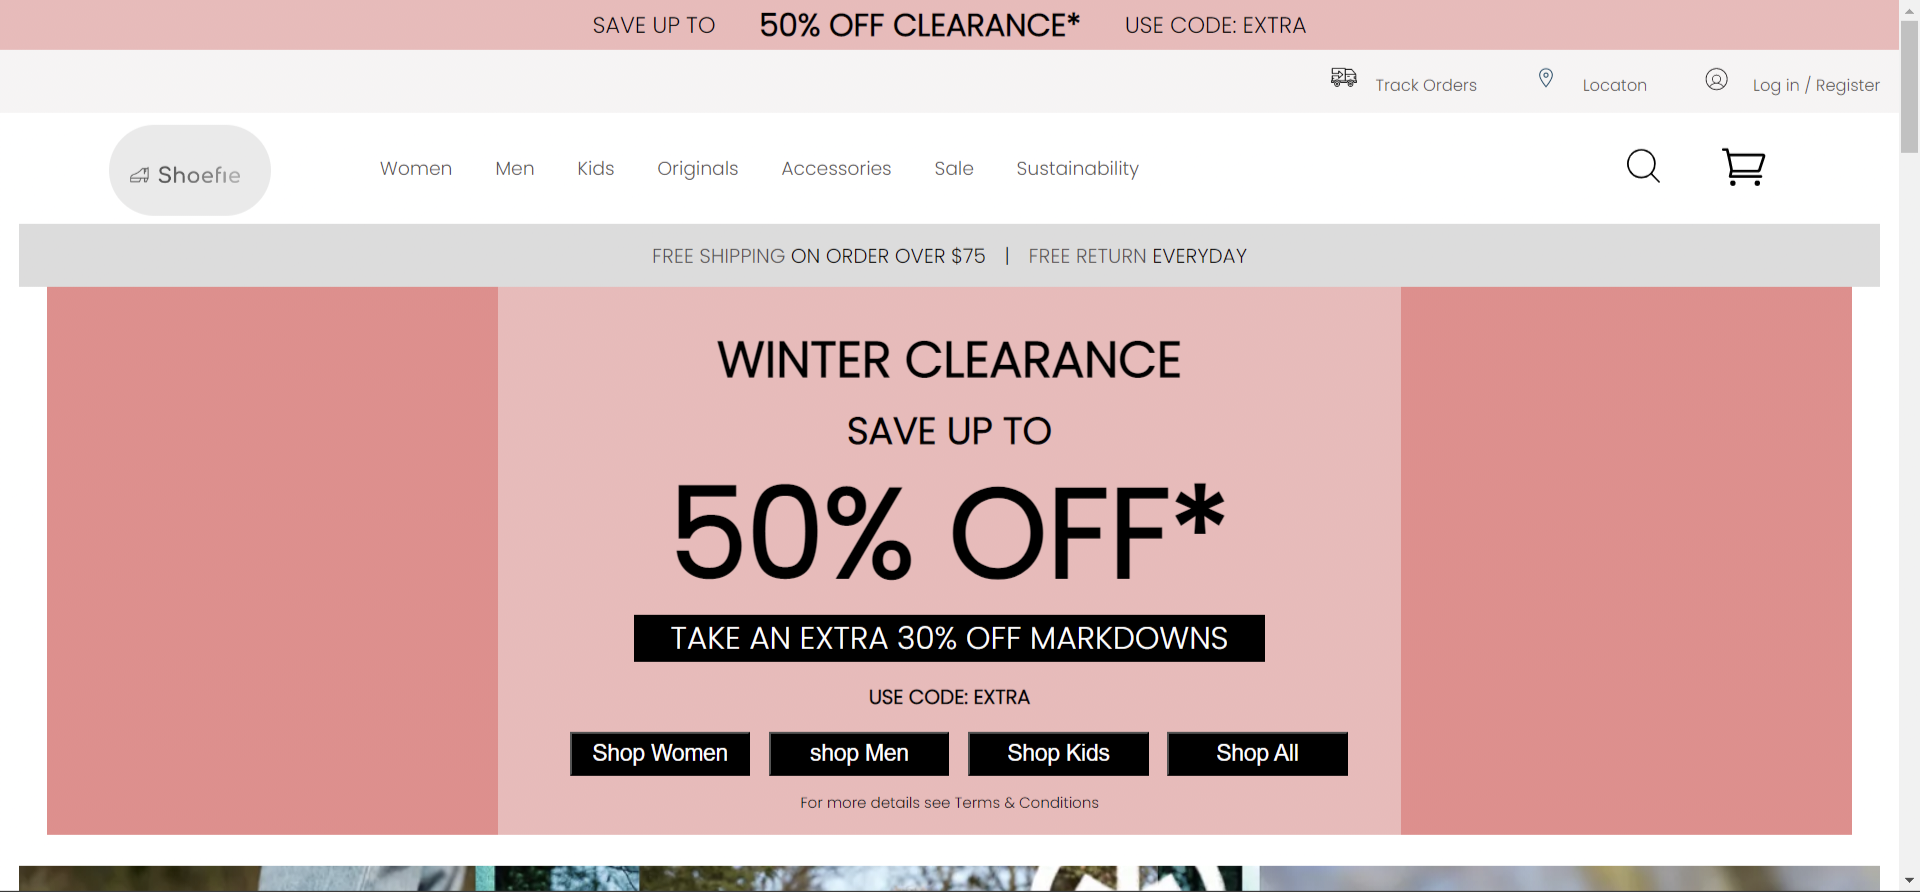 SAVE UP TO 50% OFF CLEARANCE* USE CODE: EXTRA
Track Orders Locaton Log in / Register
Shoefie Women Men Kids Originals Accessories Sale Sustainability
FREE SHIPPING ON ORDER OVER $75 | FREE RETURN EVERYDAY
WINTER CLEARANCE
SAVE UP TO
50% OFF*
TAKE AN EXTRA 30% OFF MARKDOWNS
USE CODE: EXTRA
Shop Women shop Men Shop Kids Shop All
For more details see Terms & Conditions